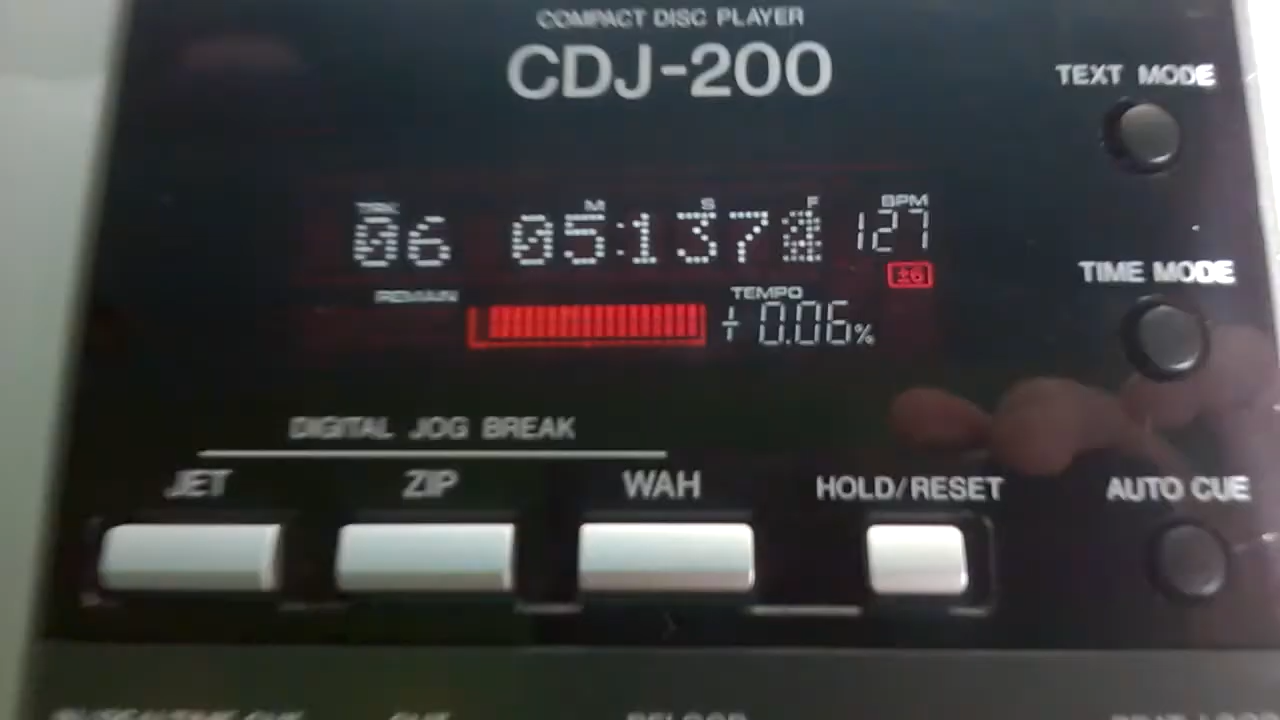 COMPACT DISC PLAYER
CDJ-200
TEXT MODE
TRK M S F BPM
06 05:137 127
±6
TIME MODE
REMAIN TEMPO
+0.06%
DIGITAL JOG BREAK
JET ZIP WAH HOLD/RESET AUTO CUE